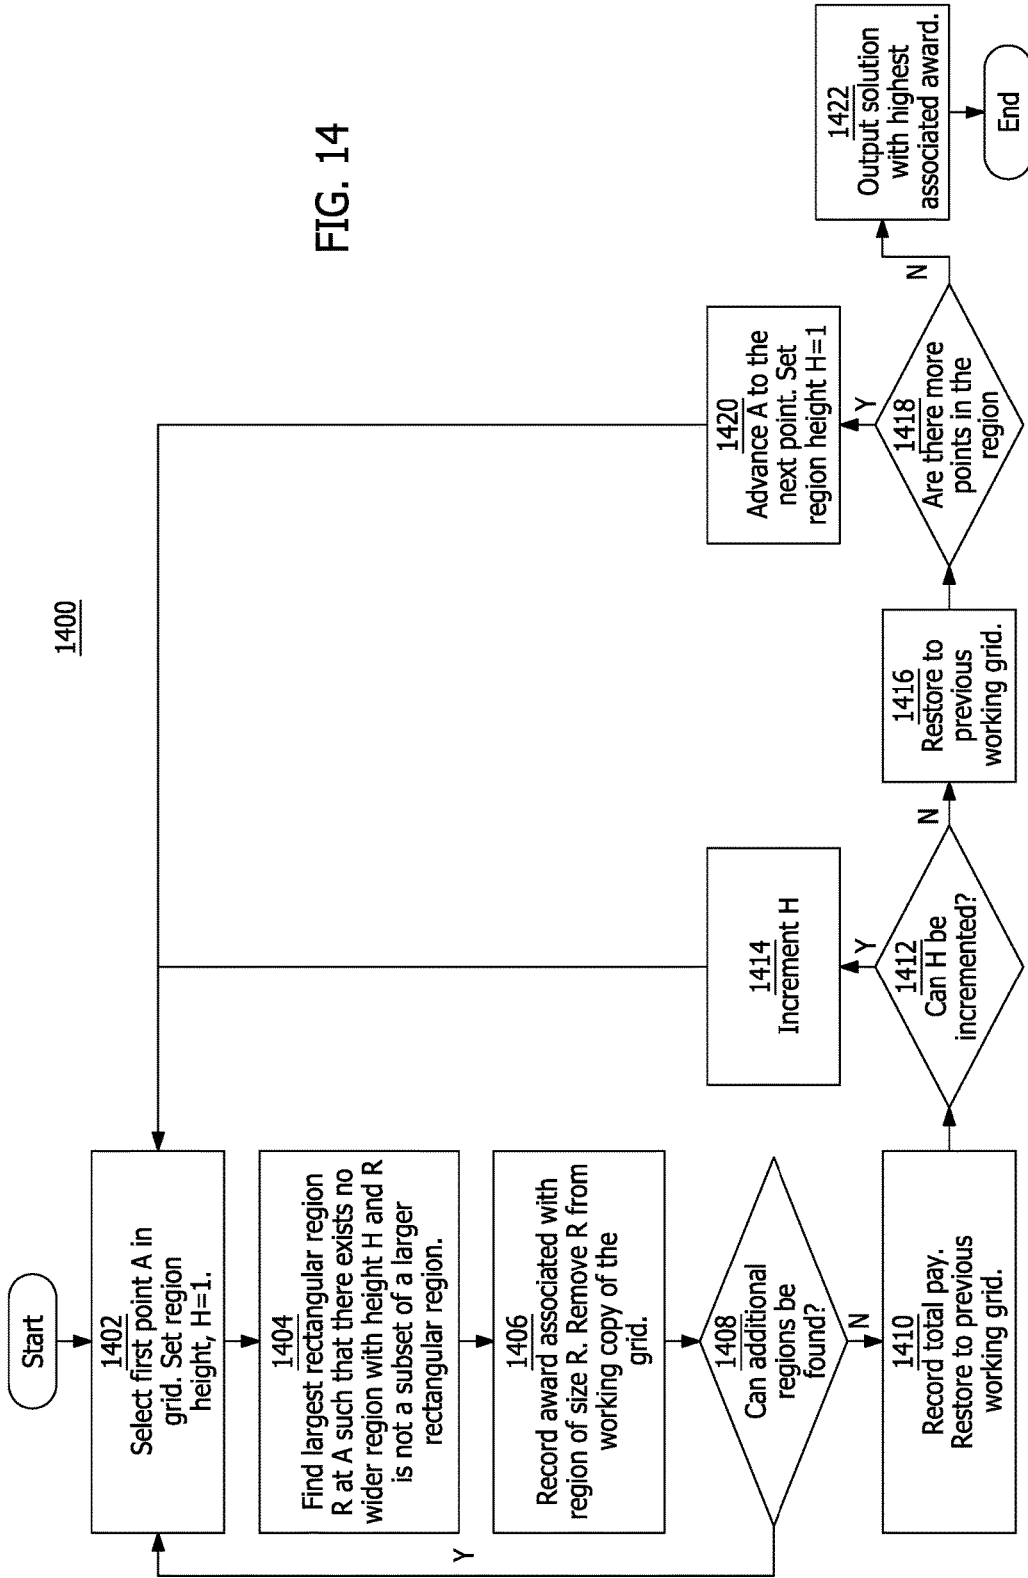 FIG. 14
1400
Start
1402
Select first point A in
grid. Set region
height, H=1.
1404
Find largest rectangular region
R at A such that there exists no
wider region with height H and R
is not a subset of a larger
rectangular region.
1406
Record award associated with
region of size R. Remove R from
working copy of the
grid.
1408
Can additional
regions be
found?
Y
N
1410
Record total pay.
Restore to previous
working grid.
1412
Can H be
incremented?
Y
N
1414
Increment H
1416
Restore to
previous
working grid.
1418
Are there more
points in the
region
Y
N
1420
Advance A to the
next point. Set
region height H=1
1422
Output solution
with highest
associated award.
End